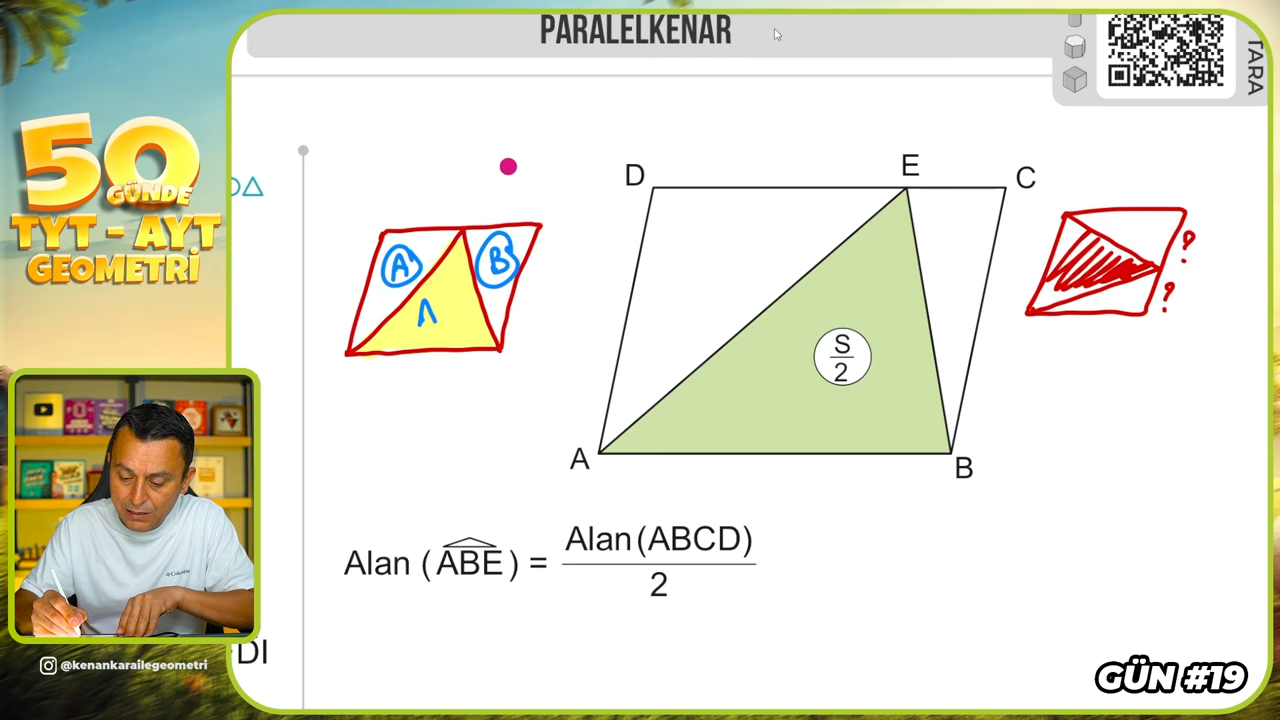 PARALELKENAR
TARA
50
GÜNDE
TYT - AYT
GEOMETRİ
D E C
A B
? ?
S
2
A B
Alan (ABE) = Alan (ABCD)
2
DI
@kenankarailegeometri
GÜN #19